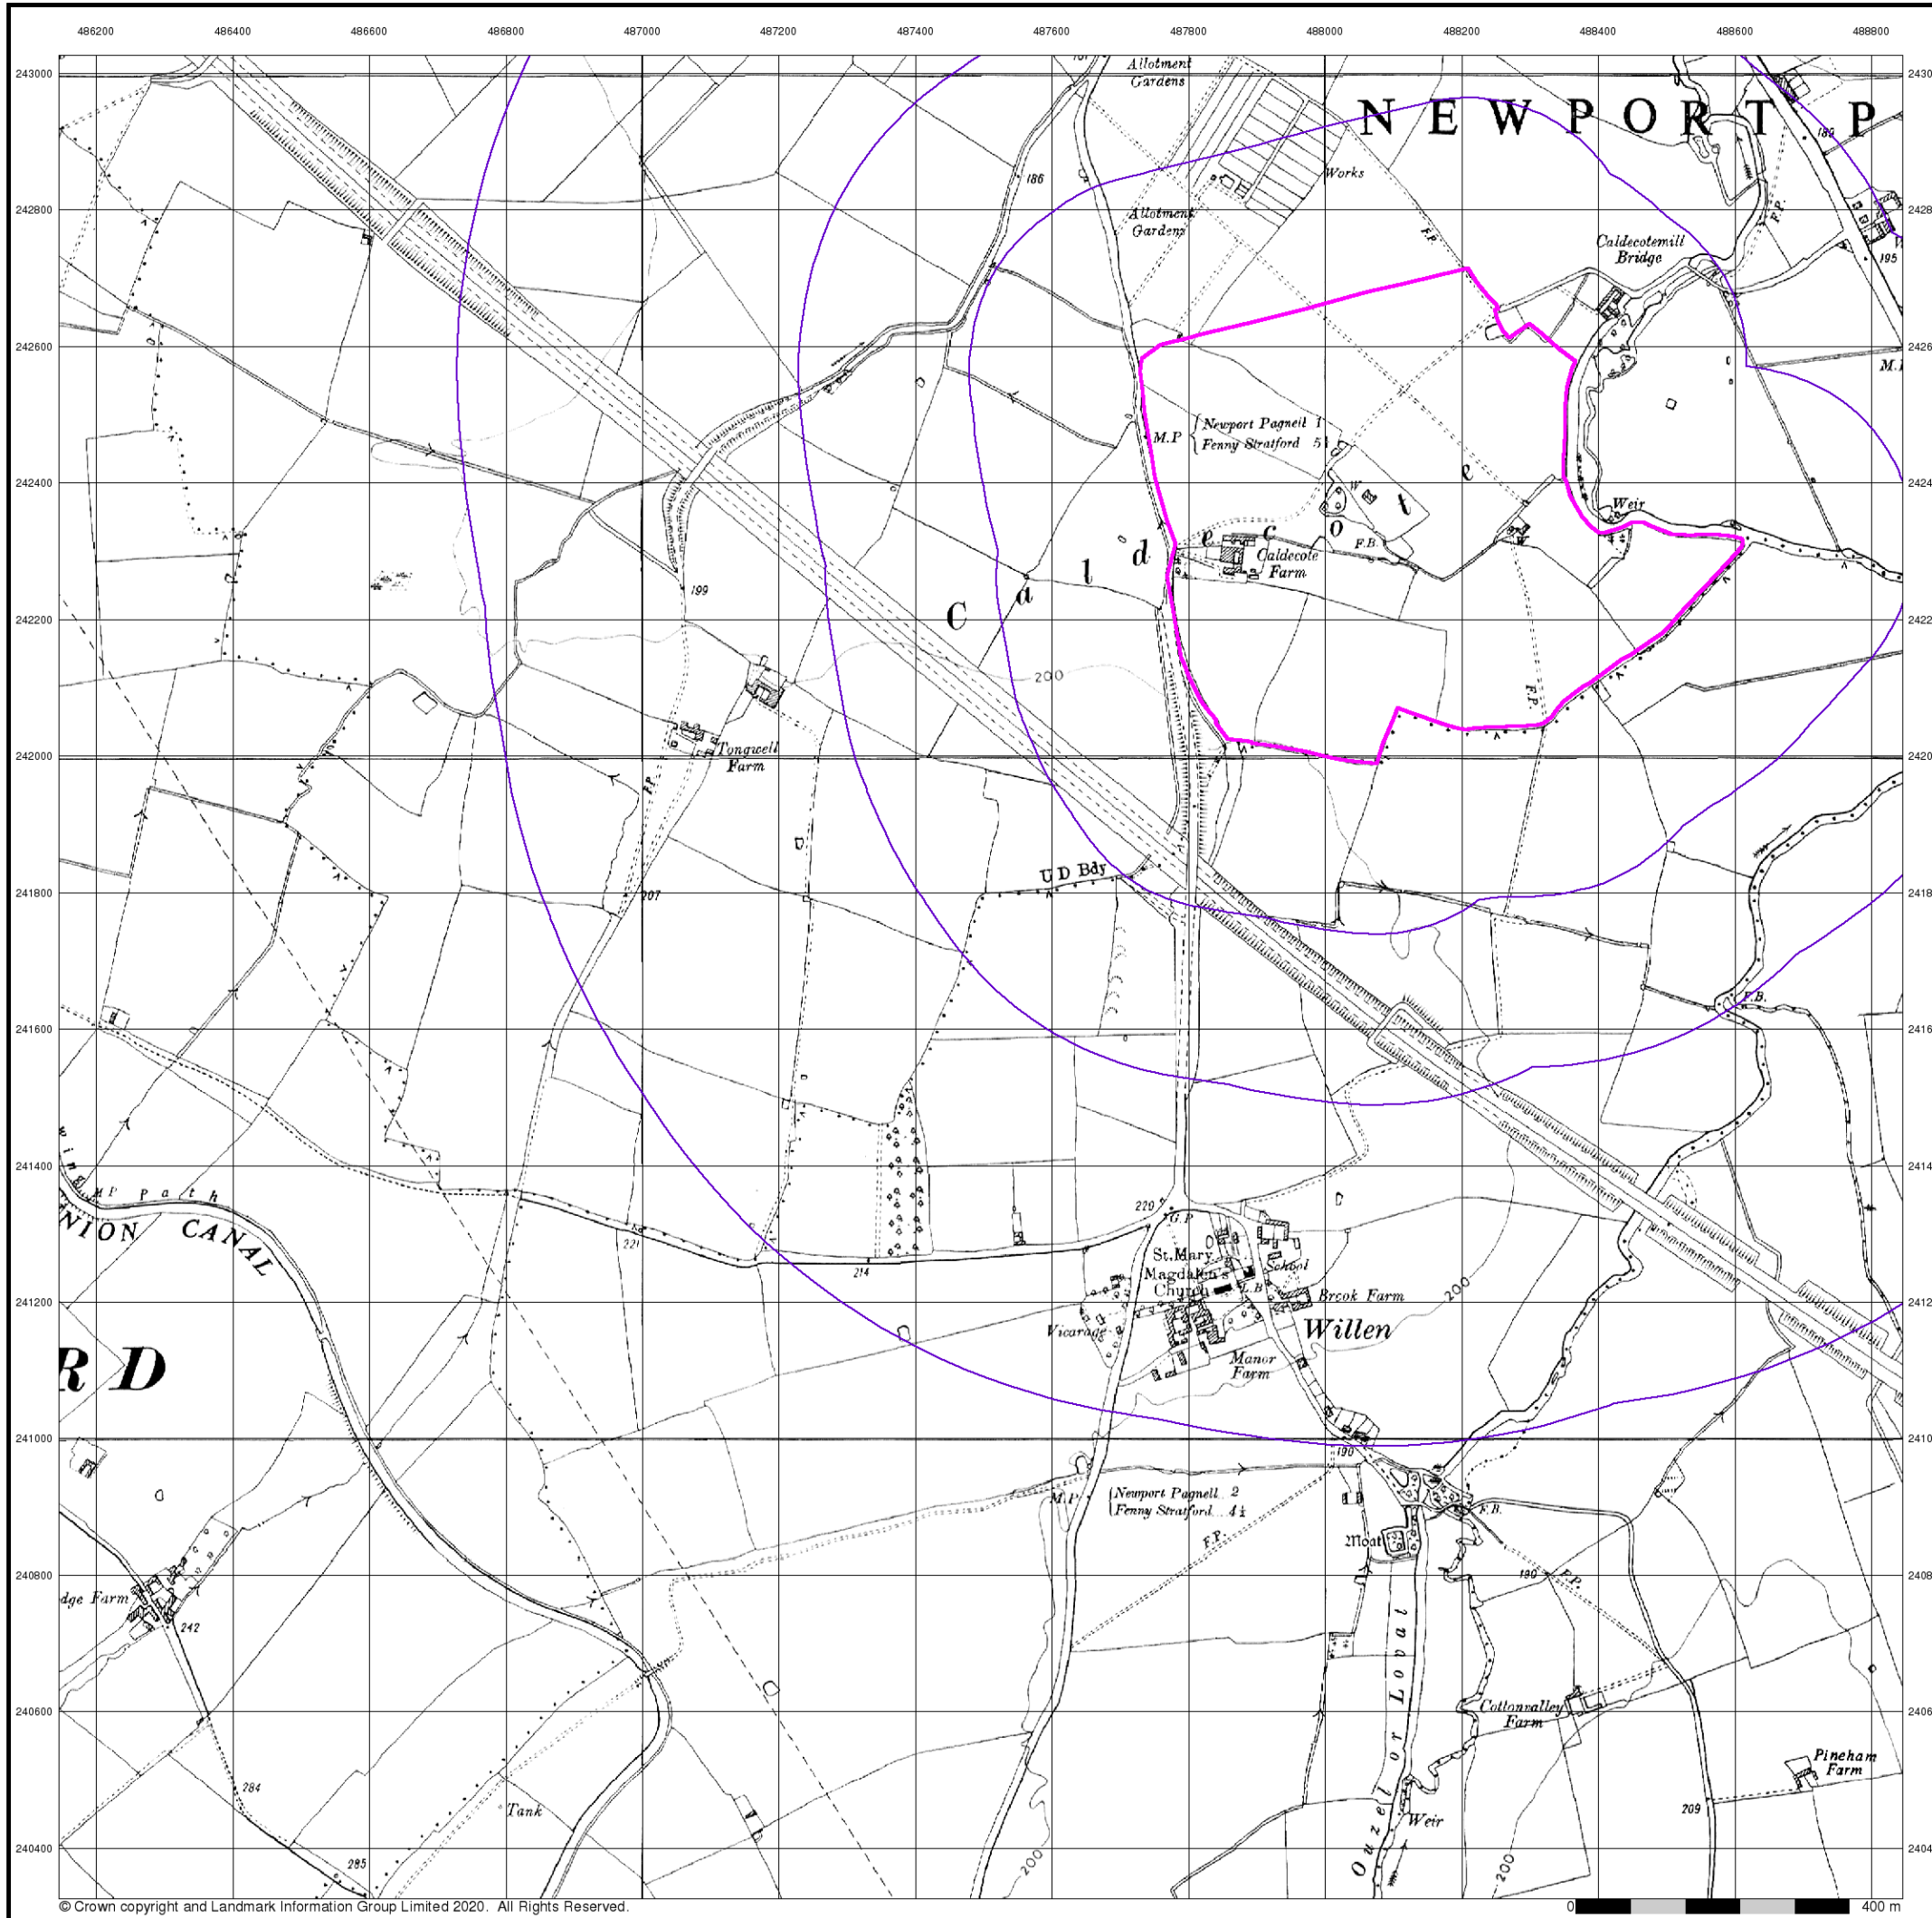 486200 486400 486600 486800 487000 487200 487400 487600 487800 488000 488200 488400 488600 488800
243000
Allotment
Gardens
NEWPORT P
186
Works
189
242800
Allotment
Gardens
F.P.
F.P.
Caldecotemill
Bridge
195
242600
M.P
Newport Pagnell 1
Fenny Stratford 5
242400
W
Weir
Caldecote
F.B.
Caldecote
Farm
199
242200
200
F.P.
Tongwell
Farm
242000
F.P.
U D Bdy
241800
207
F.B.
241600
241400
M.P. Path
NION CANAL
220
G.P
221
214
St. Mary
Magdalen's
Church
School
L.B
Brook Farm
200
241200
Vicarage
Willen
RD
Manor
Farm
241000
190
M.P.
Newport Pagnell 2
Fenny Stratford 4½
F.B.
F.P.
Moat
240800
190
F.P.
dge Farm
242
Ouzel or Lovat
240600
Cottonvalley
Farm
Pineham
Farm
284
Tank
209
Weir
240400
285
200
200
© Crown copyright and Landmark Information Group Limited 2020. All Rights Reserved.
0 400 m